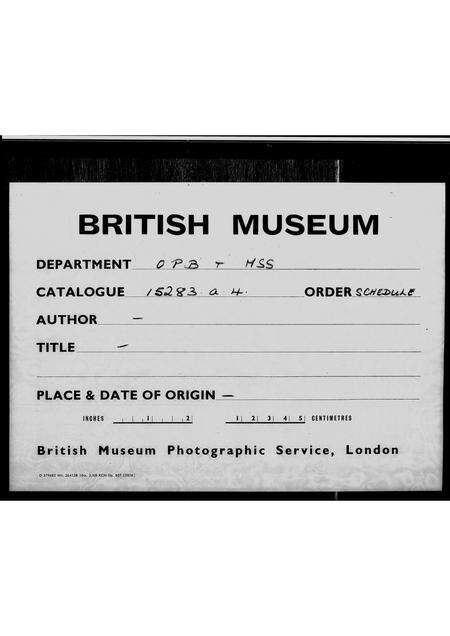 BRITISH MUSEUM
DEPARTMENT OPB + MSS
CATALOGUE 15283 a 4. ORDER SCHEDULE
AUTHOR —
TITLE —
PLACE & DATE OF ORIGIN —
INCHES 1 2 1 2 3 4 5 CENTIMETRES
British Museum Photographic Service, London